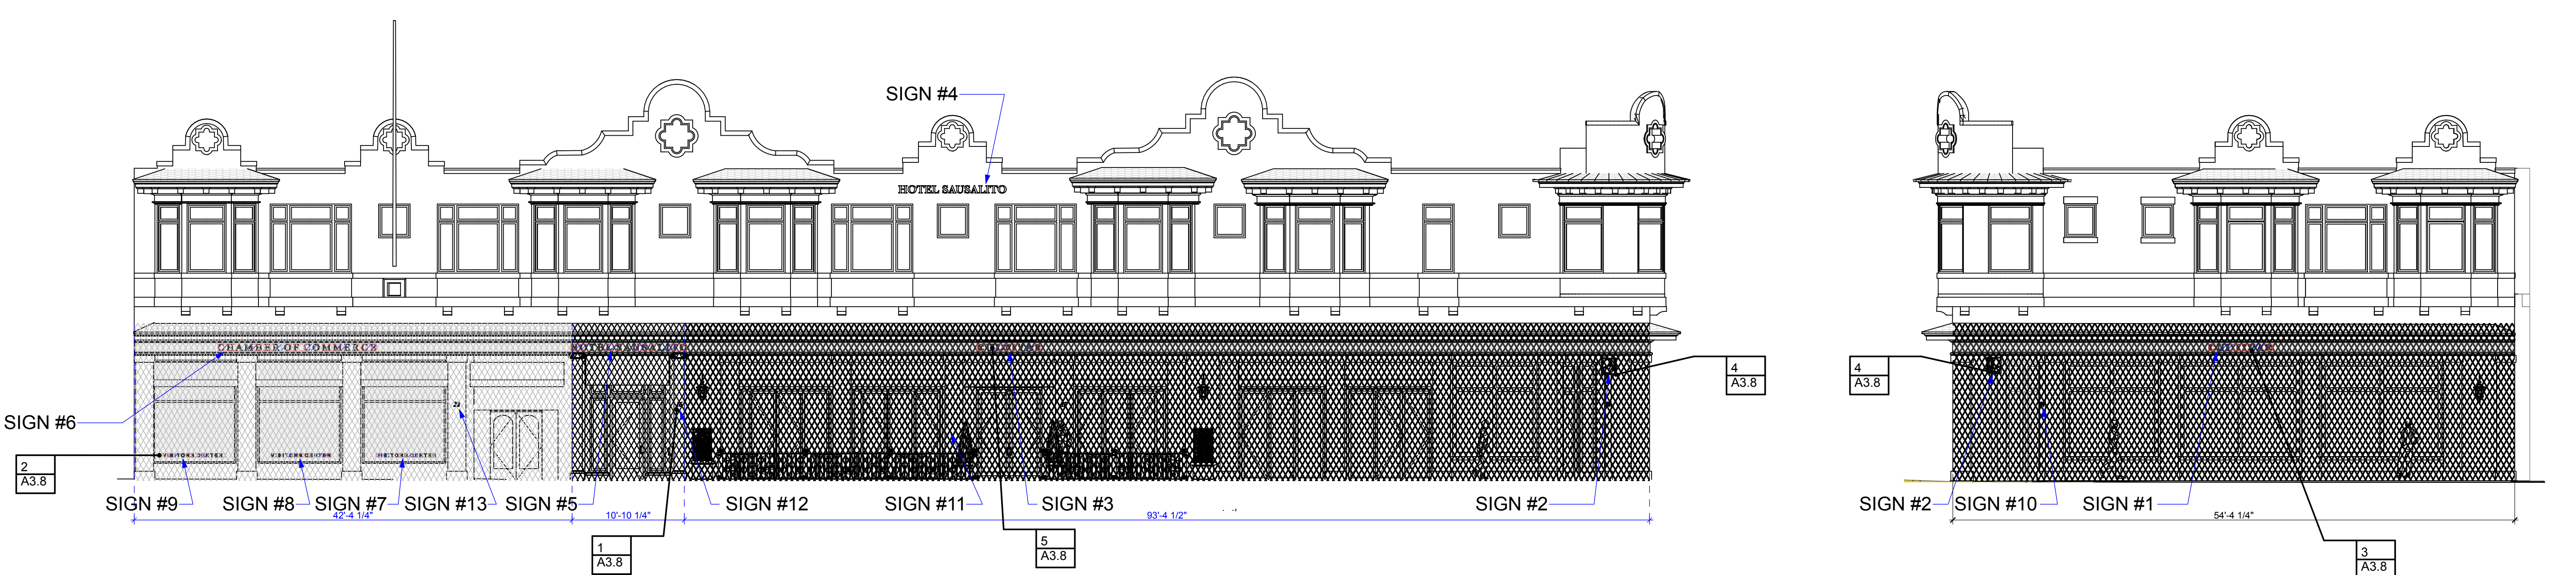 SIGN #4
HOTEL SAUSALITO
CHAMBER OF COMMERCE
HOTEL SAUSALITO
SIGN #6
4
A3.8
4
A3.8
2
A3.8
VISITORS CENTER
VISITORS CENTER
VISITORS CENTER
SIGN #9
SIGN #8
SIGN #7
SIGN #13
SIGN #5
SIGN #12
SIGN #11
SIGN #3
SIGN #2
SIGN #2
SIGN #10
SIGN #1
42'-4 1/4"
10'-10 1/4"
93'-4 1/2"
54'-4 1/4"
1
A3.8
5
A3.8
3
A3.8